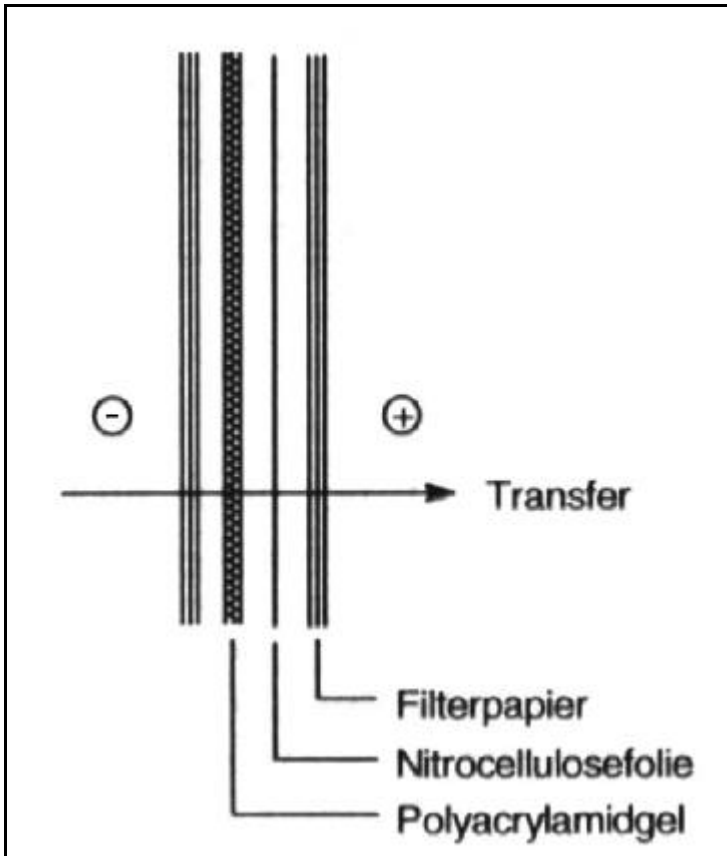 -
+
Transfer
Filterpapier
Nitrocellulosefolie
Polyacrylamidgel